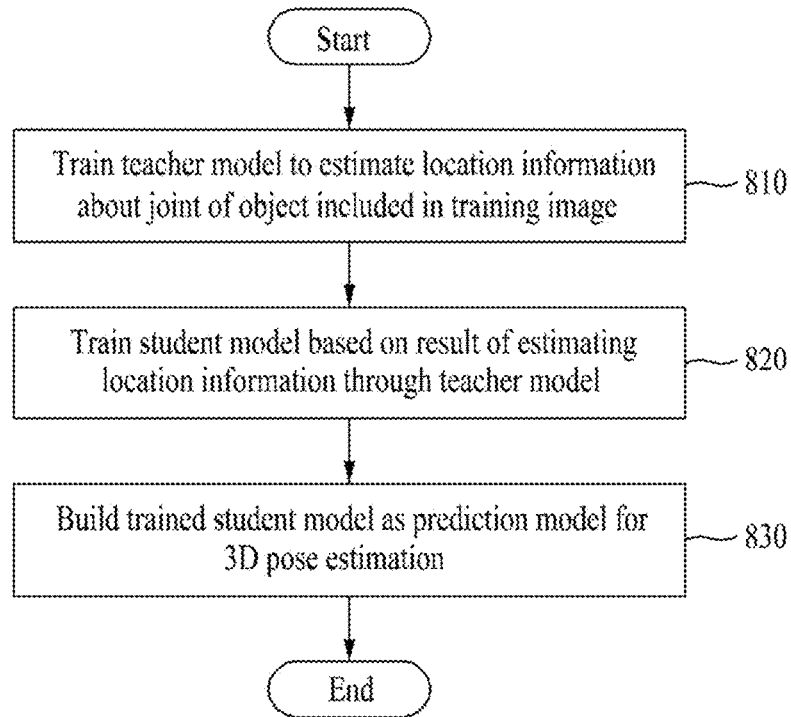 Start
Train teacher model to estimate location information
about joint of object included in training image
810
Train student model based on result of estimating
location information through teacher model
820
Build trained student model as prediction model for
3D pose estimation
830
End